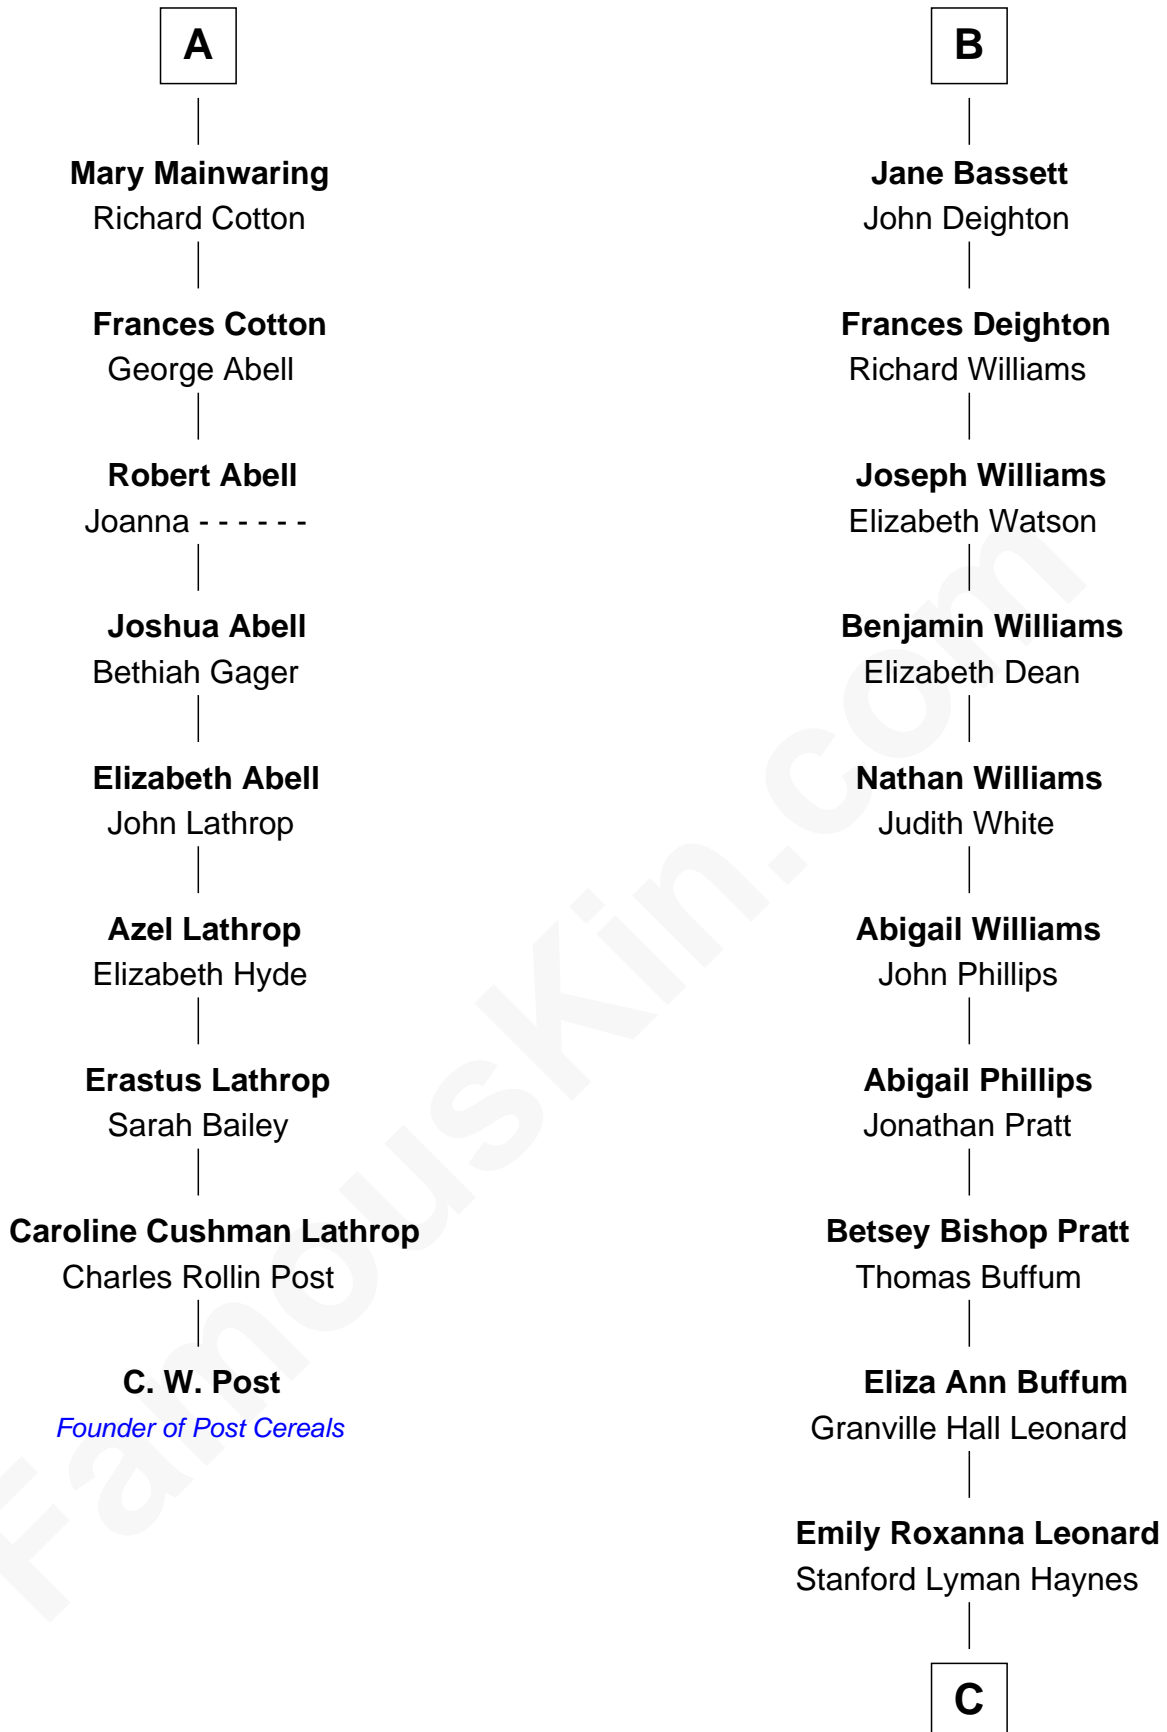 A
Mary Mainwaring
Richard Cotton
Frances Cotton
George Abell
Robert Abell
Joanna - - - - - -
Joshua Abell
Bethiah Gager
Elizabeth Abell
John Lathrop
Azel Lathrop
Elizabeth Hyde
Erastus Lathrop
Sarah Bailey
Caroline Cushman Lathrop
Charles Rollin Post
C. W. Post
Founder of Post Cereals
B
Jane Bassett
John Deighton
Frances Deighton
Richard Williams
Joseph Williams
Elizabeth Watson
Benjamin Williams
Elizabeth Dean
Nathan Williams
Judith White
Abigail Williams
John Phillips
Abigail Phillips
Jonathan Pratt
Betsey Bishop Pratt
Thomas Buffum
Eliza Ann Buffum
Granville Hall Leonard
Emily Roxanna Leonard
Stanford Lyman Haynes
C
FamousKin.com